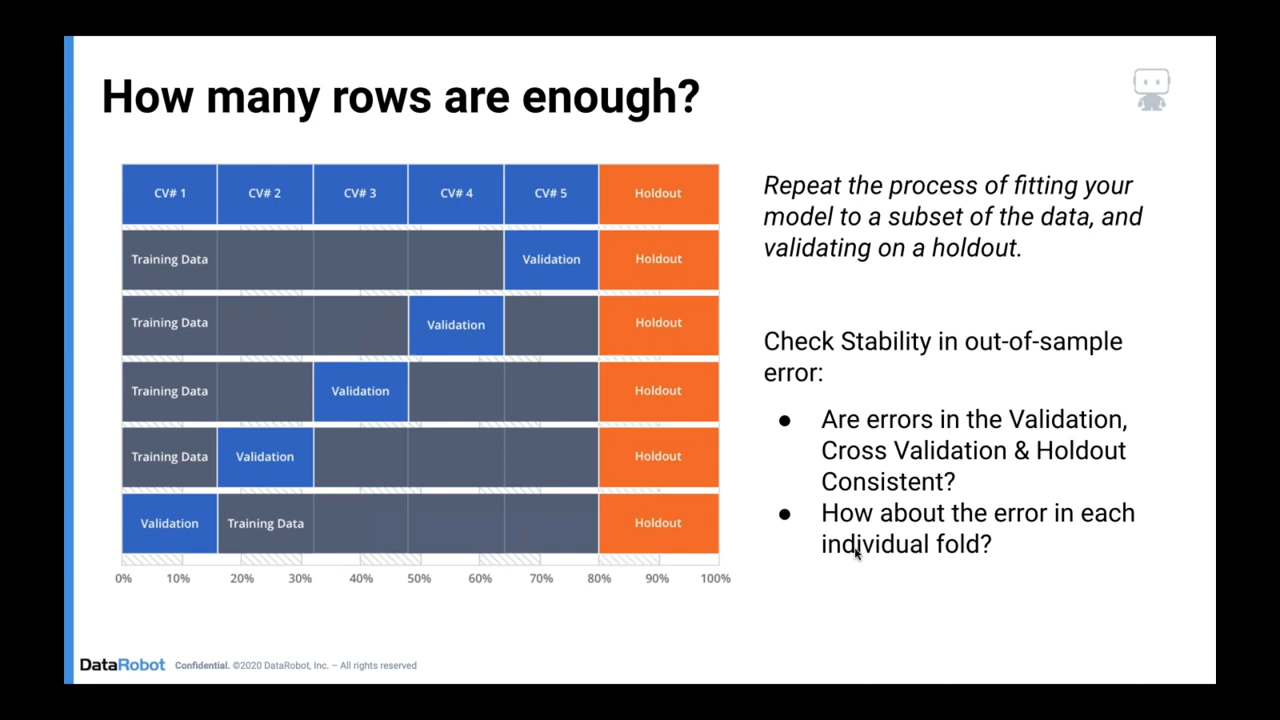 How many rows are enough?
CV# 1 CV# 2 CV# 3 CV# 4 CV# 5 Holdout
Training Data Validation Holdout
Training Data Validation Holdout
Training Data Validation Holdout
Training Data Validation Holdout
Validation Training Data Holdout
0% 10% 20% 30% 40% 50% 60% 70% 80% 90% 100%
Repeat the process of fitting your
model to a subset of the data, and
validating on a holdout.
Check Stability in out-of-sample
error:
● Are errors in the Validation,
Cross Validation & Holdout
Consistent?
● How about the error in each
individual fold?
DataRobot Confidential. ©2020 DataRobot, Inc. – All rights reserved